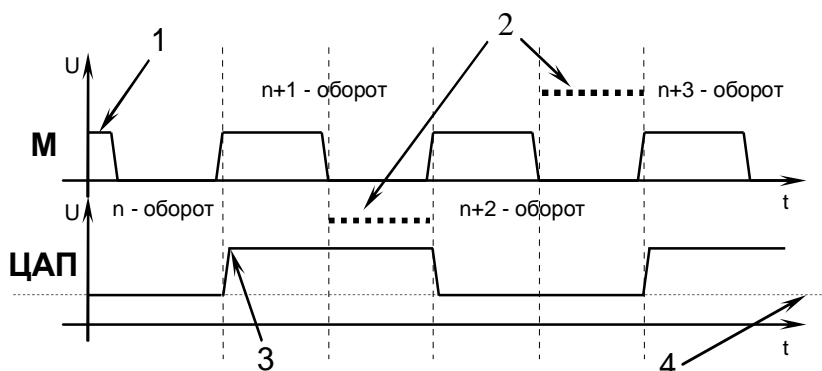 1
2
U
n+1 - оборот
n+3 - оборот
М
t
U
n - оборот
n+2 - оборот
ЦАП
3
4
t